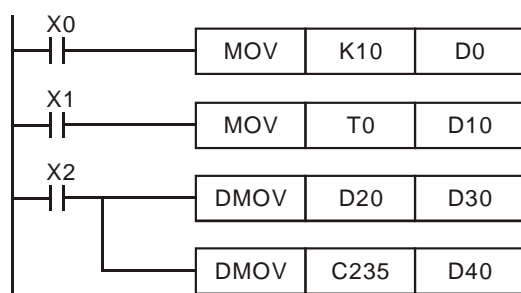 X0
MOV K10 D0
X1
MOV T0 D10
X2
DMOV D20 D30
DMOV C235 D40